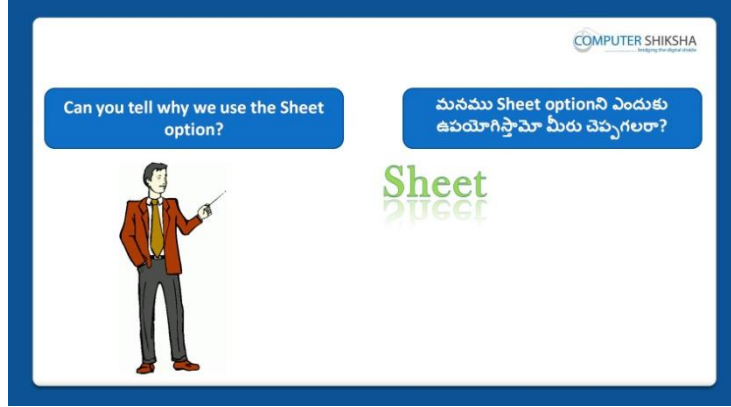 COMPUTER SHIKSHA
Bridging the digital divide
Can you tell why we use the Sheet
option?
మనము Sheet optionని ఎందుకు
ఉపయోగిస్తామో మీరు చెప్పగలరా?
Sheet